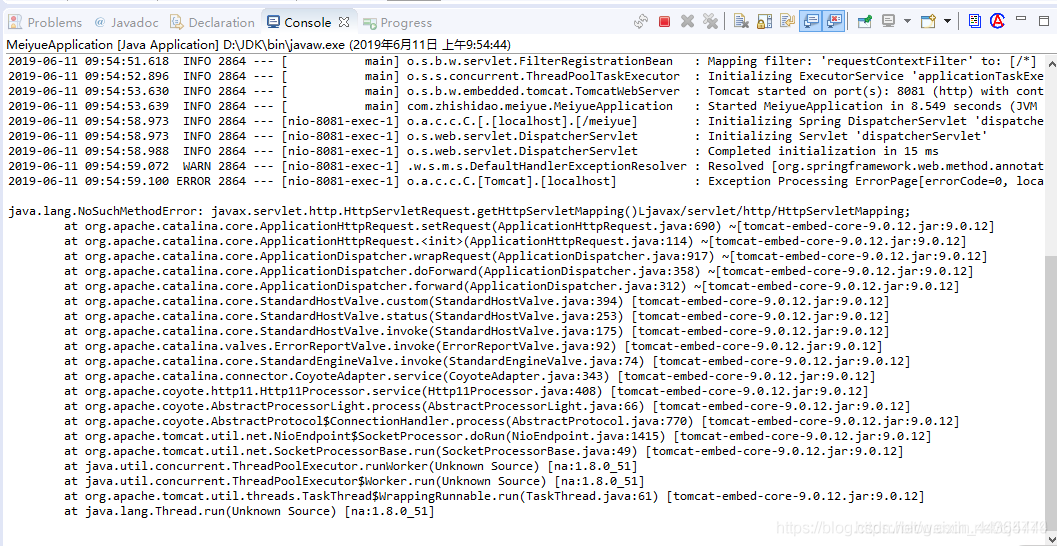 Problems @ Javadoc Declaration Console Progress
MeiyueApplication [Java Application] D:\JDK\bin\javaw.exe (2019年6月11日 上午9:54:44)
2019-06-11 09:54:51.618  INFO 2864 --- [           main] o.s.b.w.servlet.FilterRegistrationBean   : Mapping filter: 'requestContextFilter' to: [/*]
2019-06-11 09:54:52.896  INFO 2864 --- [           main] o.s.s.concurrent.ThreadPoolTaskExecutor  : Initializing ExecutorService 'applicationTaskExe
2019-06-11 09:54:53.630  INFO 2864 --- [           main] o.s.b.w.embedded.tomcat.TomcatWebServer  : Tomcat started on port(s): 8081 (http) with cont
2019-06-11 09:54:53.639  INFO 2864 --- [           main] com.zhishidao.meiyue.MeiyueApplication   : Started MeiyueApplication in 8.549 seconds (JVM
2019-06-11 09:54:58.973  INFO 2864 --- [nio-8081-exec-1] o.a.c.c.C.[.[localhost].[/meiyue]        : Initializing Spring DispatcherServlet 'dispatche
2019-06-11 09:54:58.973  INFO 2864 --- [nio-8081-exec-1] o.s.web.servlet.DispatcherServlet        : Initializing Servlet 'dispatcherServlet'
2019-06-11 09:54:58.988  INFO 2864 --- [nio-8081-exec-1] o.s.web.servlet.DispatcherServlet        : Completed initialization in 15 ms
2019-06-11 09:54:59.072  WARN 2864 --- [nio-8081-exec-1] .w.s.m.s.DefaultHandlerExceptionResolver : Resolved [org.springframework.web.method.annotat
2019-06-11 09:54:59.100 ERROR 2864 --- [nio-8081-exec-1] o.a.c.c.C.[Tomcat].[localhost]           : Exception Processing ErrorPage[errorCode=0, loca
java.lang.NoSuchMethodError: javax.servlet.http.HttpServletRequest.getHttpServletMapping()Ljavax/servlet/http/HttpServletMapping;
at org.apache.catalina.core.ApplicationHttpRequest.setRequest(ApplicationHttpRequest.java:690) ~[tomcat-embed-core-9.0.12.jar:9.0.12]
at org.apache.catalina.core.ApplicationHttpRequest.<init>(ApplicationHttpRequest.java:114) ~[tomcat-embed-core-9.0.12.jar:9.0.12]
at org.apache.catalina.core.ApplicationDispatcher.wrapRequest(ApplicationDispatcher.java:917) ~[tomcat-embed-core-9.0.12.jar:9.0.12]
at org.apache.catalina.core.ApplicationDispatcher.doForward(ApplicationDispatcher.java:358) ~[tomcat-embed-core-9.0.12.jar:9.0.12]
at org.apache.catalina.core.ApplicationDispatcher.forward(ApplicationDispatcher.java:312) ~[tomcat-embed-core-9.0.12.jar:9.0.12]
at org.apache.catalina.core.StandardHostValve.custom(StandardHostValve.java:394) [tomcat-embed-core-9.0.12.jar:9.0.12]
at org.apache.catalina.core.StandardHostValve.status(StandardHostValve.java:253) [tomcat-embed-core-9.0.12.jar:9.0.12]
at org.apache.catalina.core.StandardHostValve.invoke(StandardHostValve.java:175) [tomcat-embed-core-9.0.12.jar:9.0.12]
at org.apache.catalina.valves.ErrorReportValve.invoke(ErrorReportValve.java:92) [tomcat-embed-core-9.0.12.jar:9.0.12]
at org.apache.catalina.core.StandardEngineValve.invoke(StandardEngineValve.java:74) [tomcat-embed-core-9.0.12.jar:9.0.12]
at org.apache.catalina.connector.CoyoteAdapter.service(CoyoteAdapter.java:343) [tomcat-embed-core-9.0.12.jar:9.0.12]
at org.apache.coyote.http11.Http11Processor.service(Http11Processor.java:408) [tomcat-embed-core-9.0.12.jar:9.0.12]
at org.apache.coyote.AbstractProcessorLight.process(AbstractProcessorLight.java:66) [tomcat-embed-core-9.0.12.jar:9.0.12]
at org.apache.coyote.AbstractProtocol$ConnectionHandler.process(AbstractProtocol.java:770) [tomcat-embed-core-9.0.12.jar:9.0.12]
at org.apache.tomcat.util.net.NioEndpoint$SocketProcessor.doRun(NioEndpoint.java:1415) [tomcat-embed-core-9.0.12.jar:9.0.12]
at org.apache.tomcat.util.net.SocketProcessorBase.run(SocketProcessorBase.java:49) [tomcat-embed-core-9.0.12.jar:9.0.12]
at java.util.concurrent.ThreadPoolExecutor.runWorker(Unknown Source) [na:1.8.0_51]
at java.util.concurrent.ThreadPoolExecutor$Worker.run(Unknown Source) [na:1.8.0_51]
at org.apache.tomcat.util.threads.TaskThread$WrappingRunnable.run(TaskThread.java:61) [tomcat-embed-core-9.0.12.jar:9.0.12]
at java.lang.Thread.run(Unknown Source) [na:1.8.0_51]